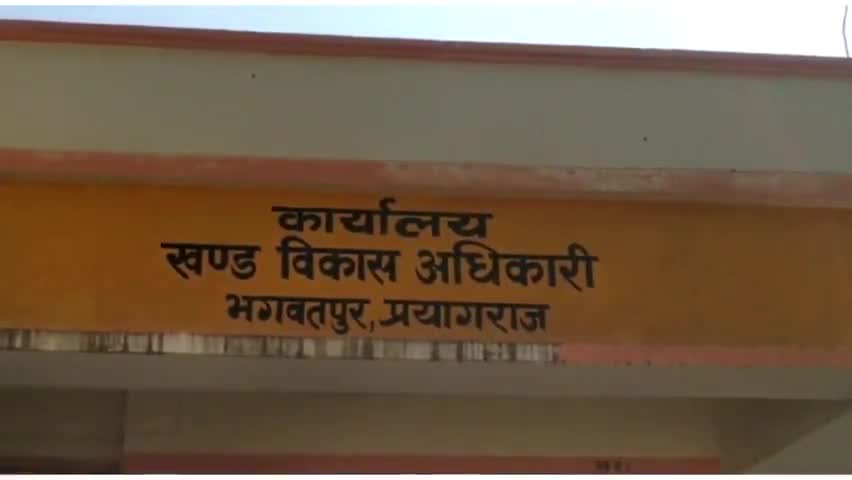 कार्यालय
खण्ड विकास अधिकारी
भगवतपुर, प्रयागराज